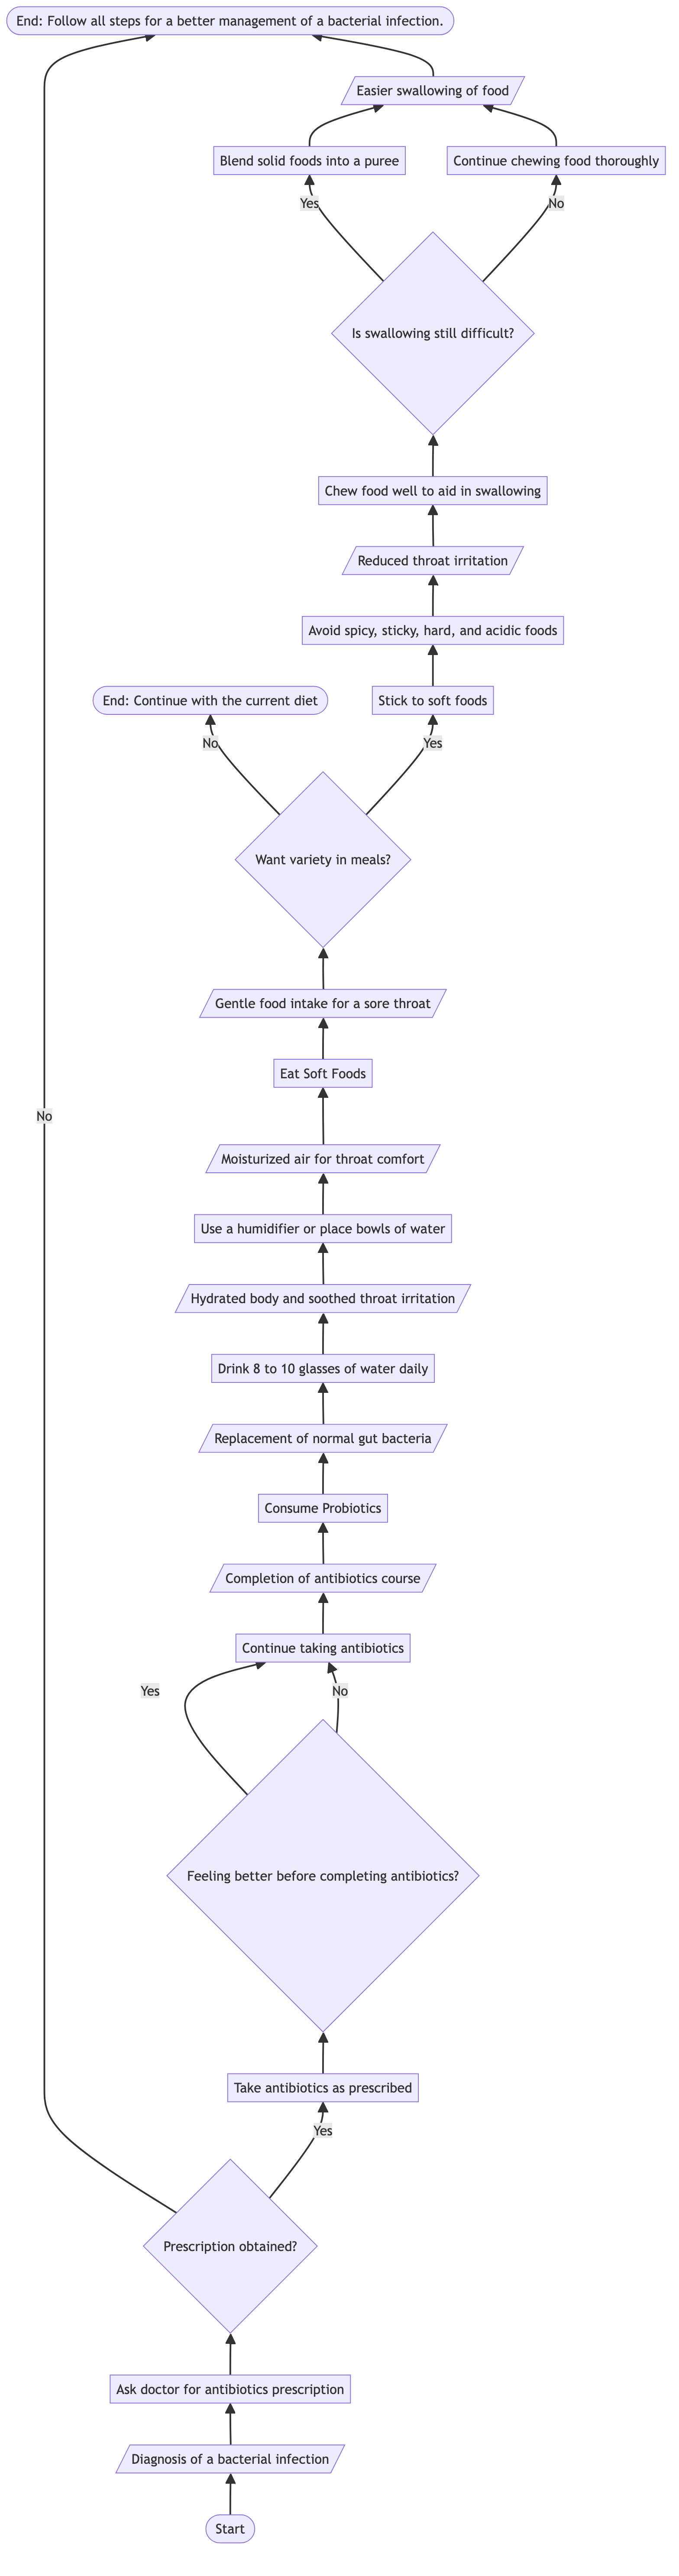 End: Follow all steps for a better management of a bacterial infection.
Easier swallowing of food
Blend solid foods into a puree
Continue chewing food thoroughly
Yes
No
Is swallowing still difficult?
Chew food well to aid in swallowing
Reduced throat irritation
Avoid spicy, sticky, hard, and acidic foods
End: Continue with the current diet
Stick to soft foods
No
Yes
Want variety in meals?
Gentle food intake for a sore throat
Eat Soft Foods
No
Moisturized air for throat comfort
Use a humidifier or place bowls of water
Hydrated body and soothed throat irritation
Drink 8 to 10 glasses of water daily
Replacement of normal gut bacteria
Consume Probiotics
Completion of antibiotics course
Continue taking antibiotics
Yes
No
Feeling better before completing antibiotics?
Take antibiotics as prescribed
Yes
Prescription obtained?
Ask doctor for antibiotics prescription
Diagnosis of a bacterial infection
Start